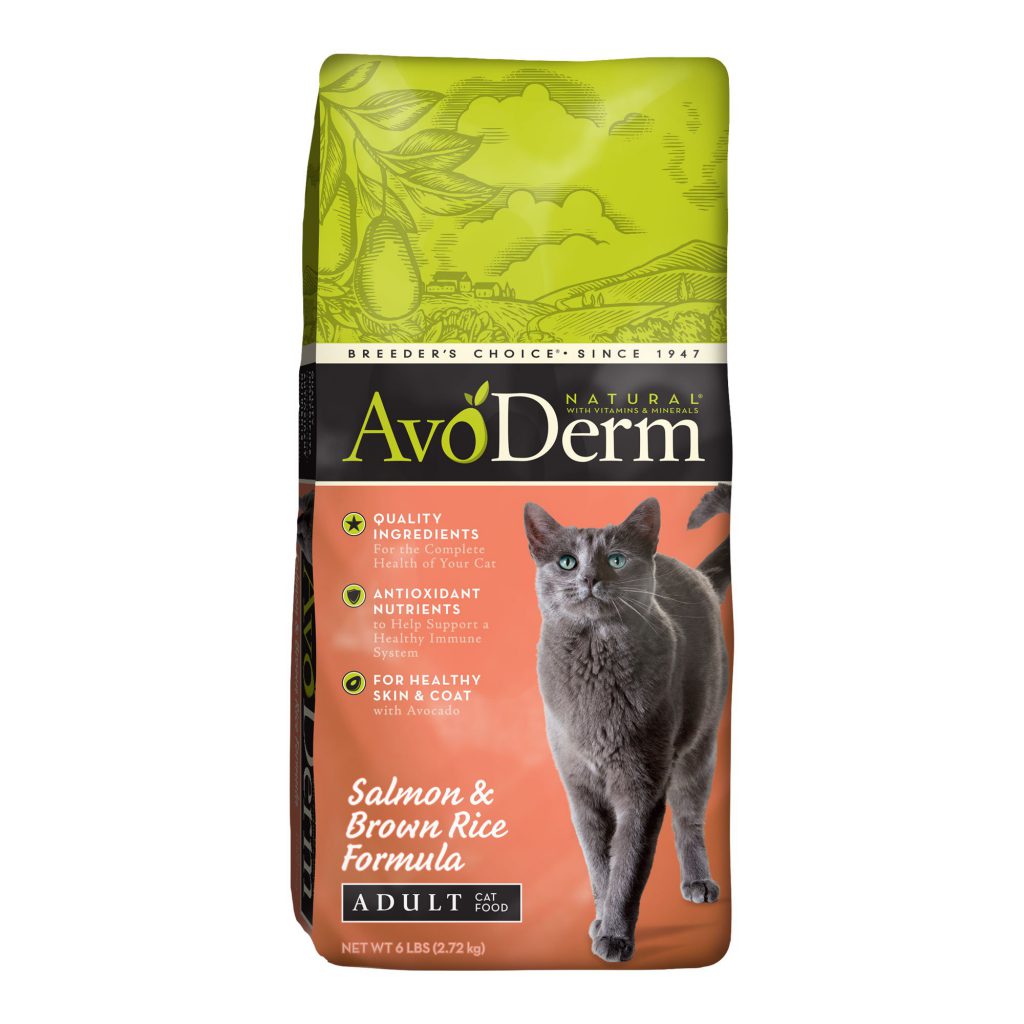 BREEDER'S CHOICE® • SINCE 1947
NATURAL®
WITH VITAMINS & MINERALS
AvoDerm
QUALITY
INGREDIENTS
For the Complete
Health of Your Cat
ANTIOXIDANT
NUTRIENTS
to Help Support a
Healthy Immune
System
FOR HEALTHY
SKIN & COAT
with Avocado
Salmon &
Brown Rice
Formula
ADULT CAT FOOD
NET WT 6 LBS (2.72 kg)
AvoDerm